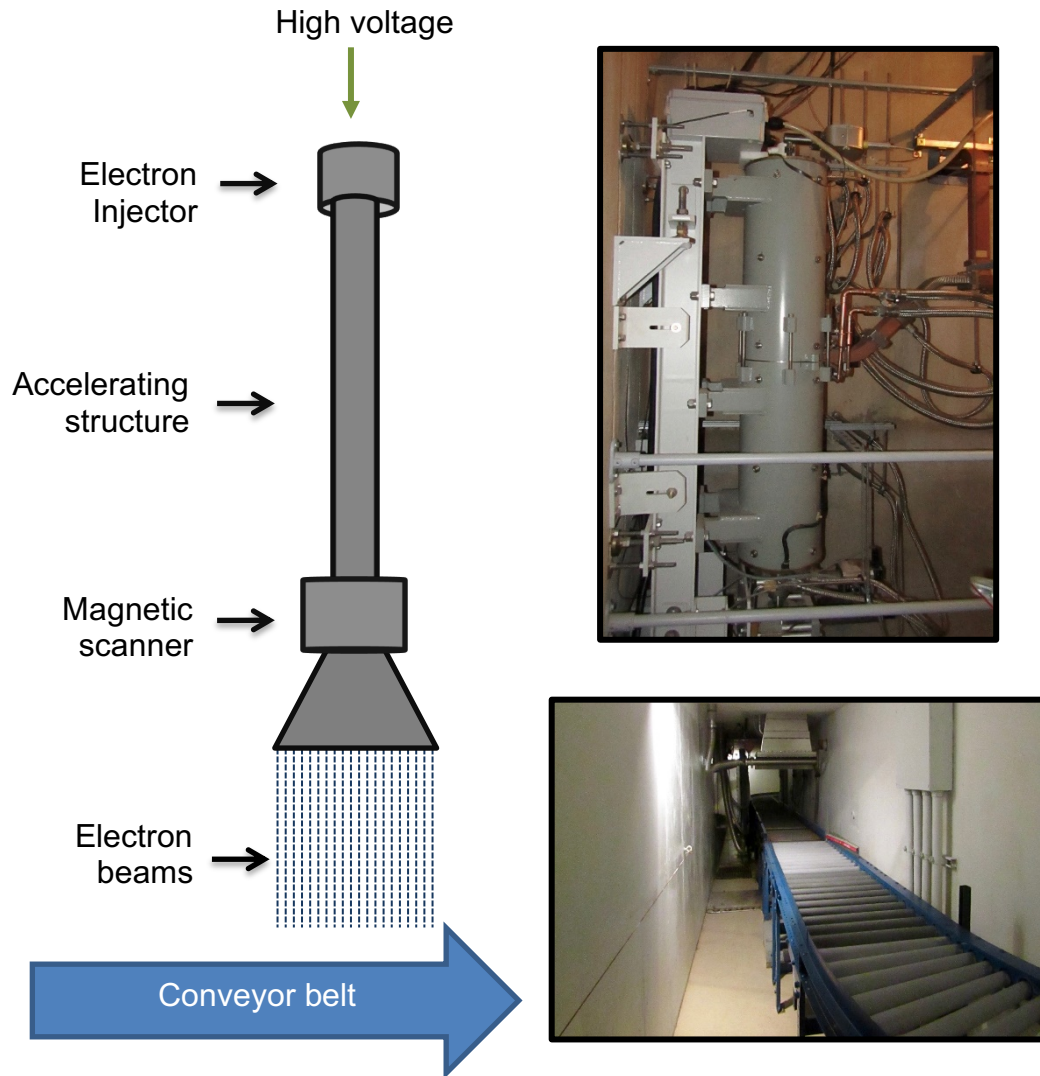 High voltage
Electron
Injector
Accelerating
structure
Magnetic
scanner
Electron
beams
Conveyor belt